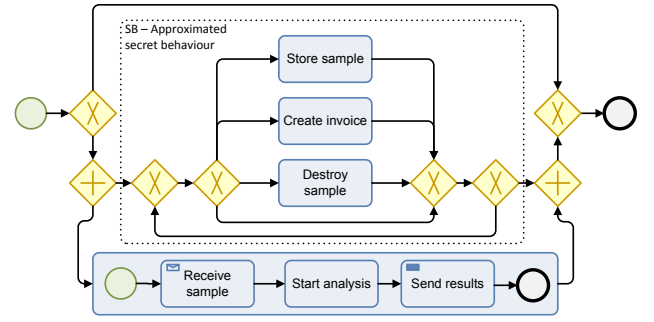 SB – Approximated
secret behaviour
Store sample
Create invoice
Destroy
sample
Receive
sample
Start analysis
Send results